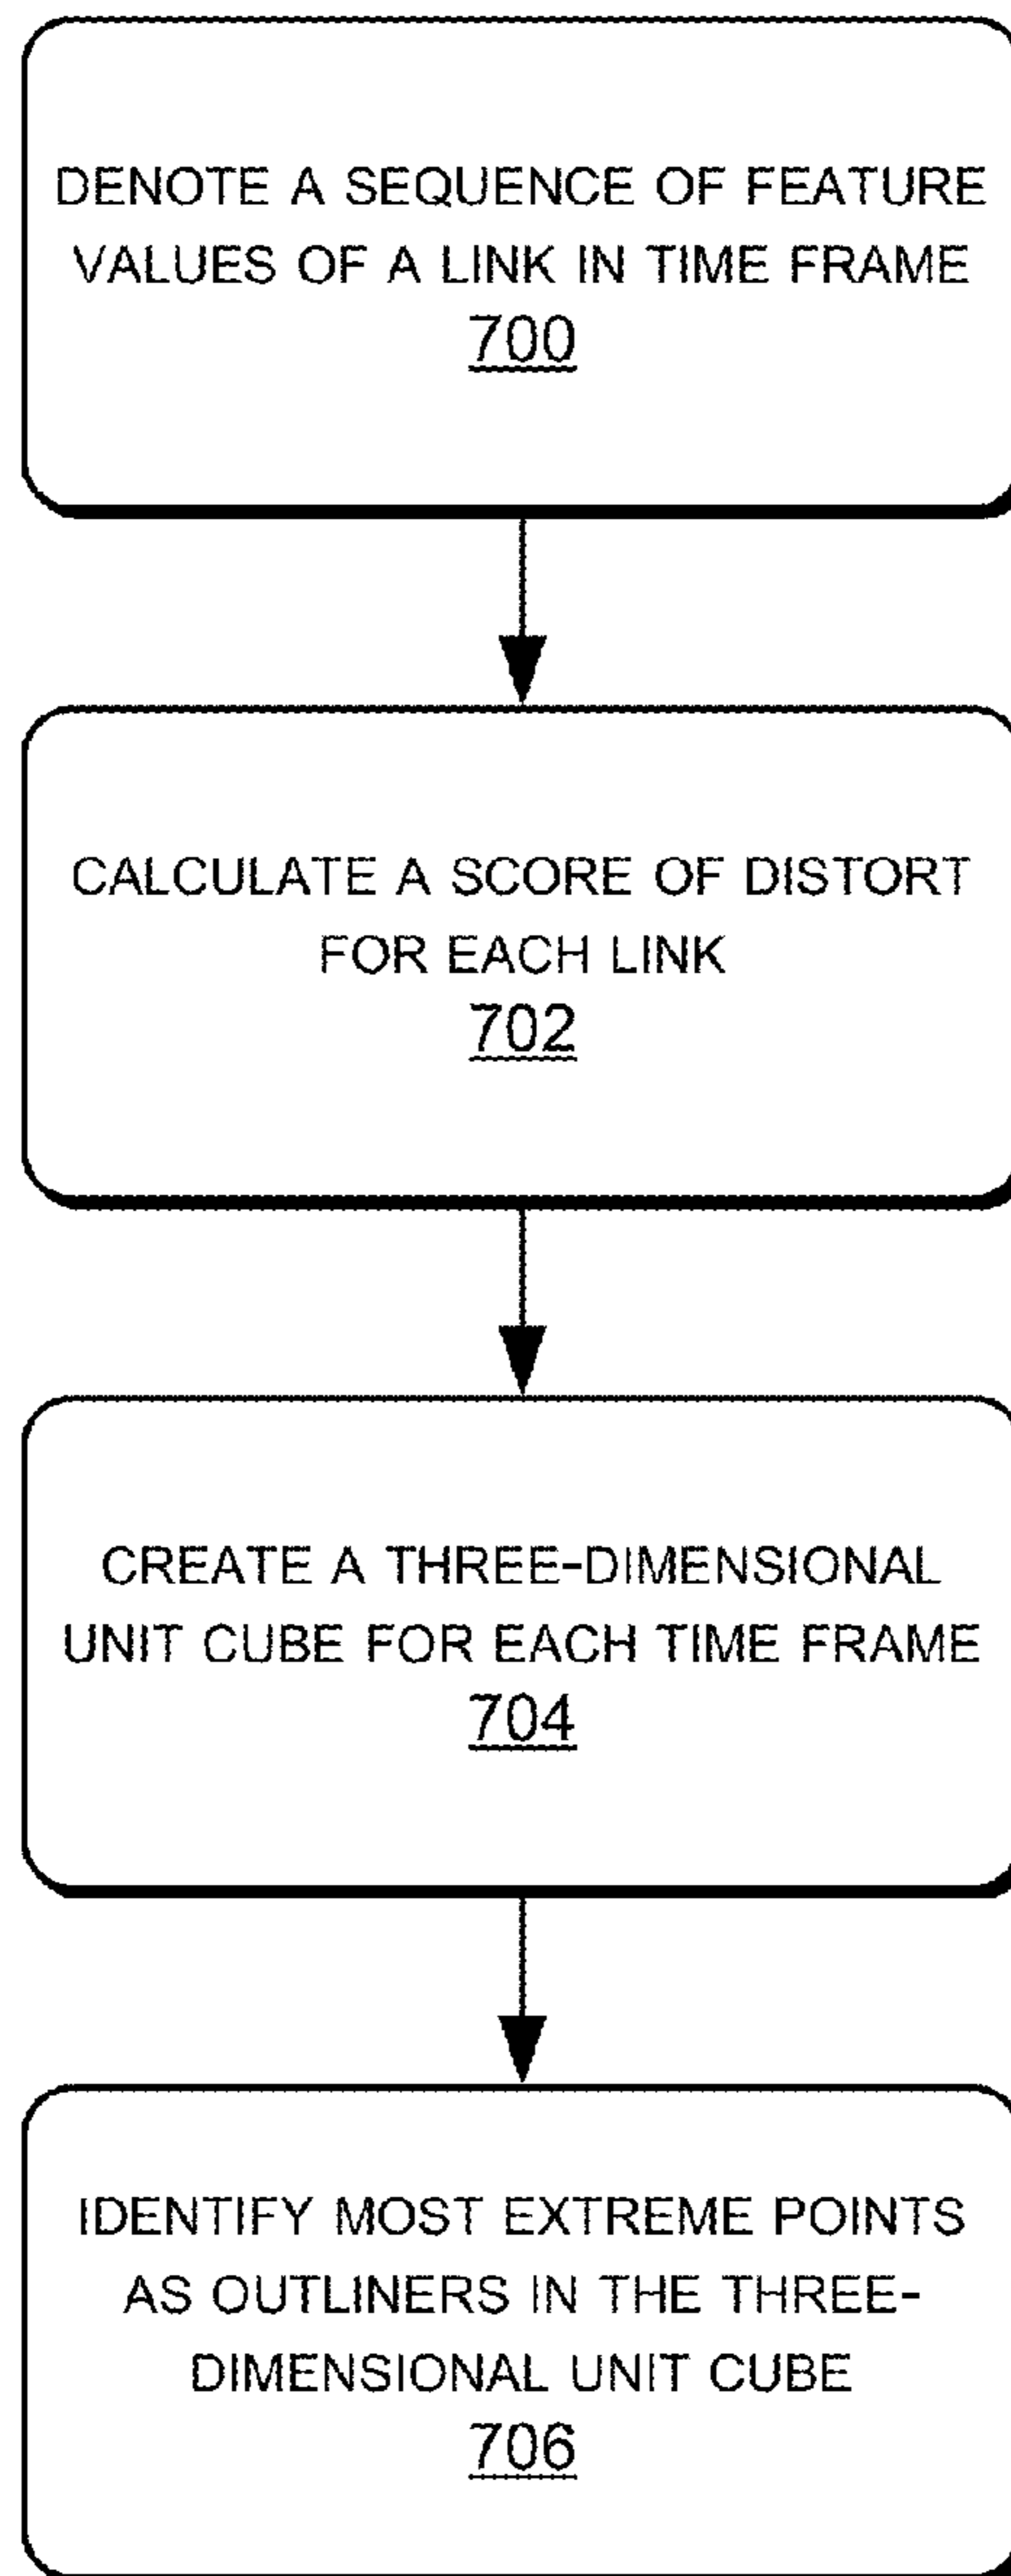 DENOTE A SEQUENCE OF FEATURE
VALUES OF A LINK IN TIME FRAME
700
CALCULATE A SCORE OF DISTORT
FOR EACH LINK
702
CREATE A THREE-DIMENSIONAL
UNIT CUBE FOR EACH TIME FRAME
704
IDENTIFY MOST EXTREME POINTS
AS OUTLINERS IN THE THREE-
DIMENSIONAL UNIT CUBE
706